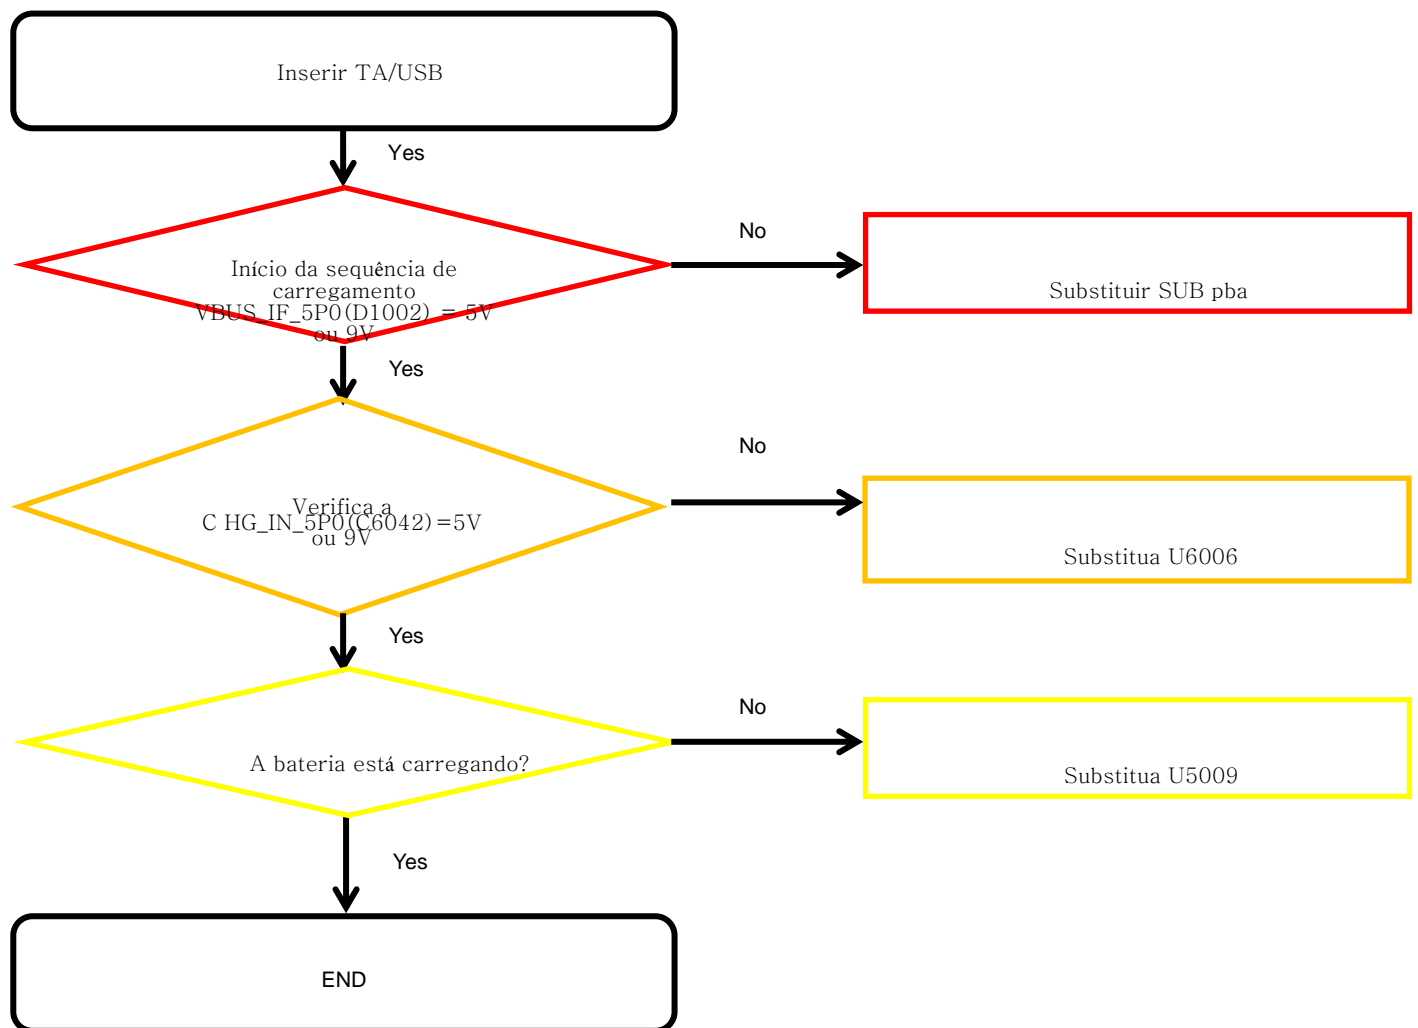 Inserir TA/USB
Yes
Início da sequência de
carregamento
VBUS_IF_5P0(D1002) = 5V
ou 9V
No
Substituir SUB pba
Yes
Verifica a
C HG_IN_5P0(C6042)=5V
ou 9V
No
Substitua U6006
Yes
A bateria está carregando?
No
Substitua U5009
Yes
END